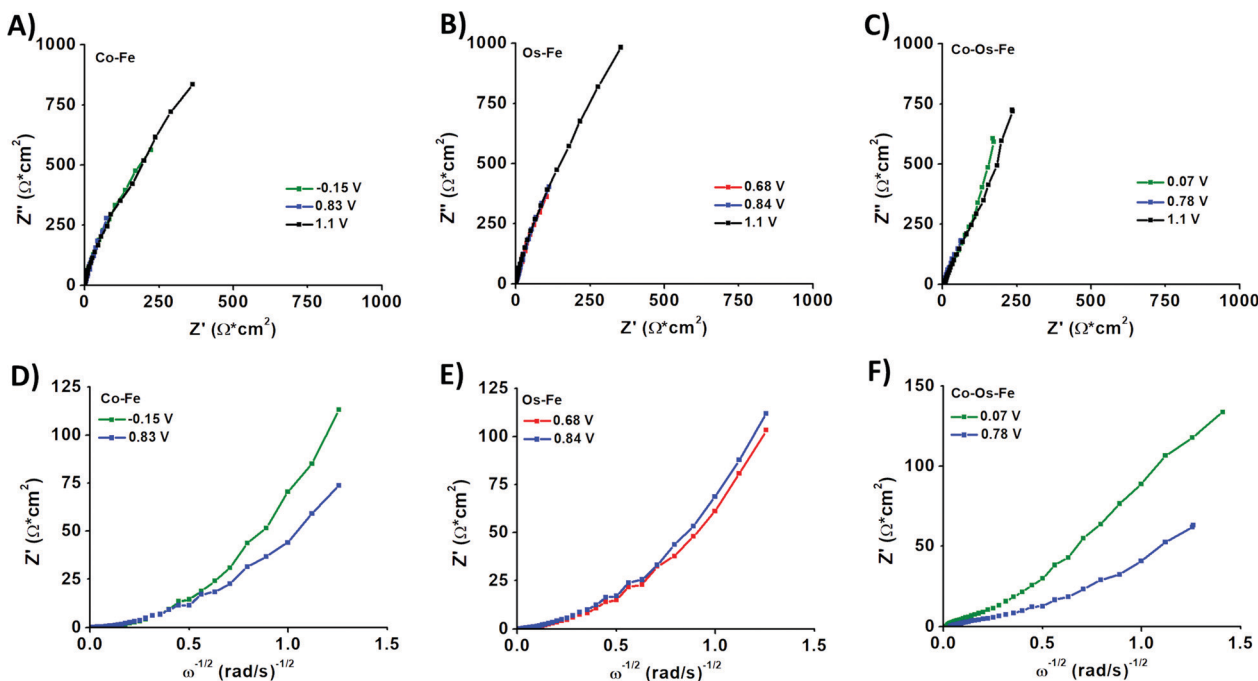 A)
Co-Fe
1000
750
500
250
0
Z'' (Ω*cm²)
-0.15 V
0.83 V
1.1 V
0
250
500
750
1000
Z' (Ω*cm²)
B)
Os-Fe
1000
750
500
250
0
Z'' (Ω*cm²)
0.68 V
0.84 V
1.1 V
0
250
500
750
1000
Z' (Ω*cm²)
C)
Co-Os-Fe
1000
750
500
250
0
Z'' (Ω*cm²)
0.07 V
0.78 V
1.1 V
0
250
500
750
1000
Z' (Ω*cm²)
D)
Co-Fe
-0.15 V
0.83 V
125
100
75
50
25
0
Z' (Ω*cm²)
0.0
0.5
1.0
1.5
ω^-1/2 (rad/s)^-1/2
E)
Os-Fe
0.68 V
0.84 V
125
100
75
50
25
0
Z' (Ω*cm²)
0.0
0.5
1.0
1.5
ω^-1/2 (rad/s)^-1/2
F)
Co-Os-Fe
0.07 V
0.78 V
150
100
50
0
Z' (Ω*cm²)
0.0
0.5
1.0
1.5
ω^-1/2 (rad/s)^-1/2